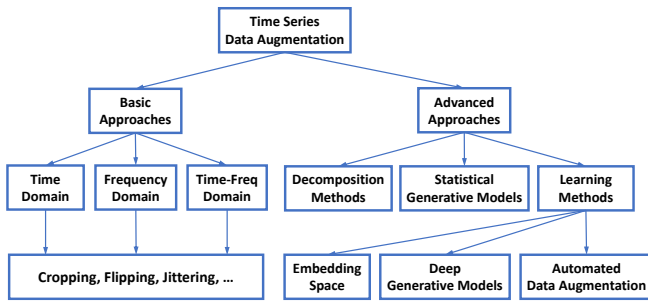 Time Series
Data Augmentation
Basic
Approaches
Advanced
Approaches
Time
Domain
Frequency
Domain
Time-Freq
Domain
Decomposition
Methods
Statistical
Generative Models
Learning
Methods
Cropping, Flipping, Jittering, ...
Embedding
Space
Deep
Generative Models
Automated
Data Augmentation